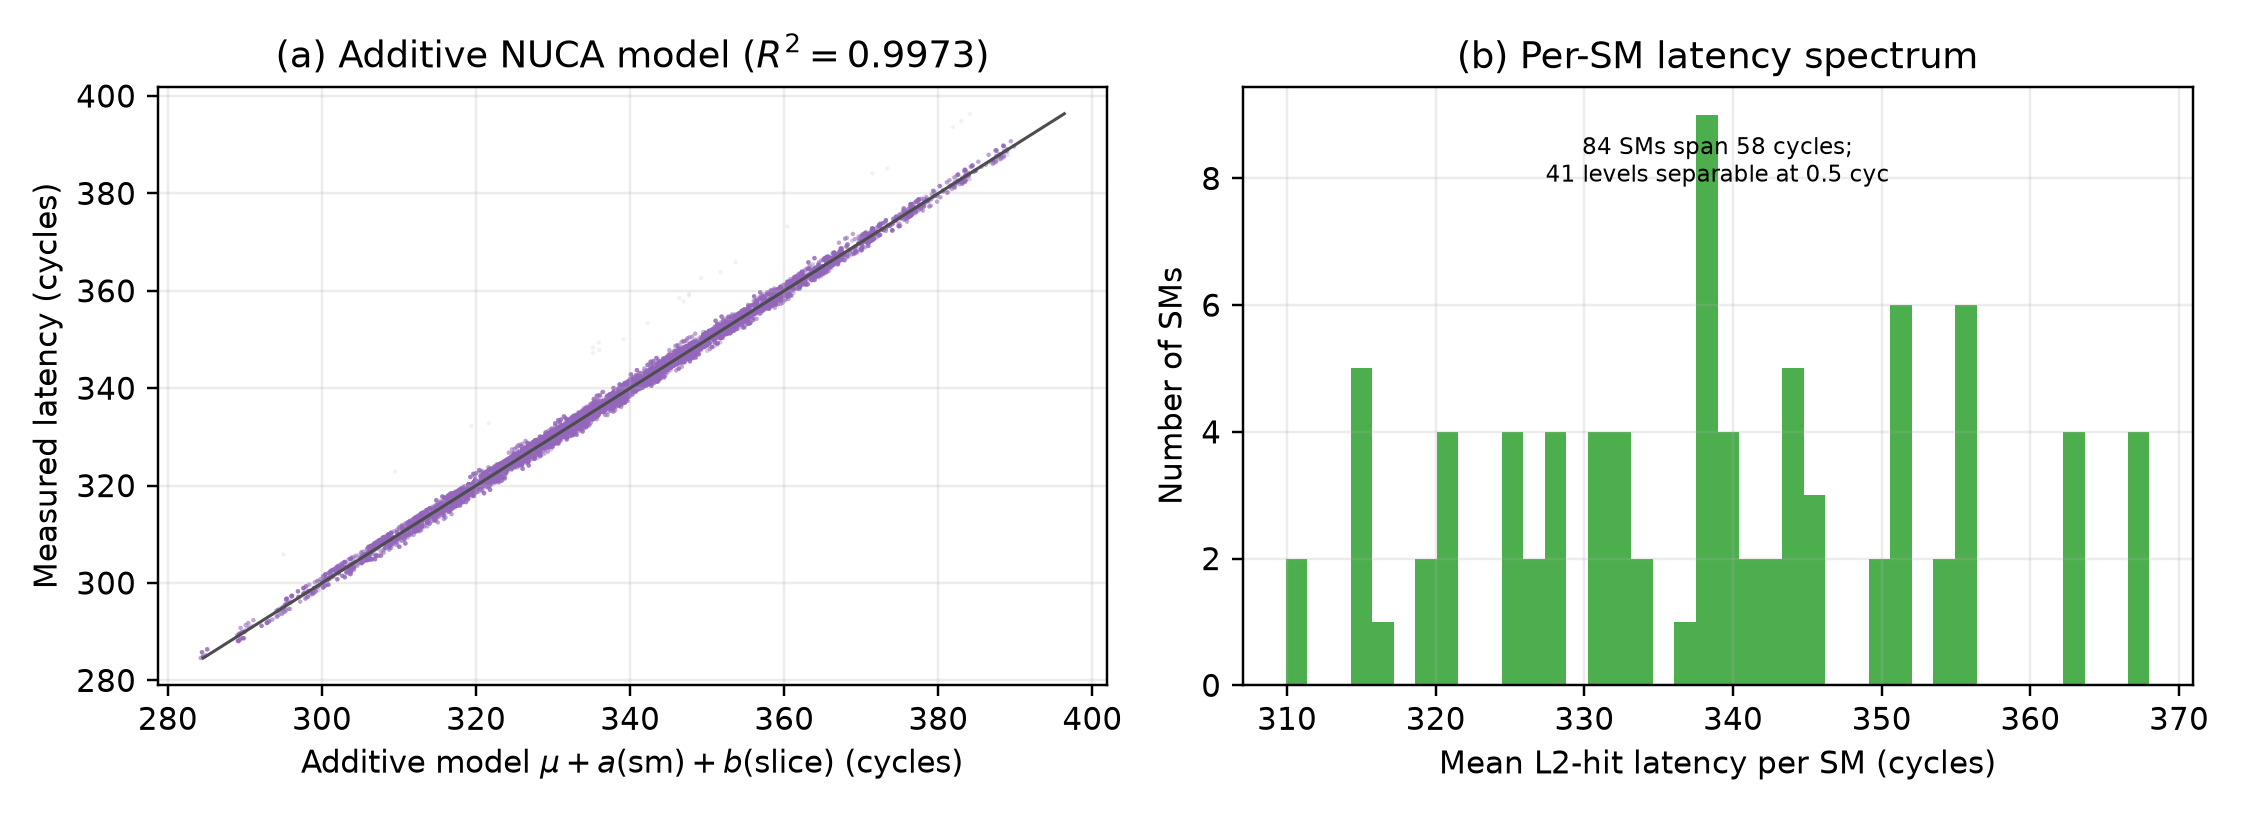 (a) Additive NUCA model (R² = 0.9973)
400
380
360
340
320
300
280
Measured latency (cycles)
280 300 320 340 360 380 400
Additive model μ + a(sm) + b(slice) (cycles)
(b) Per-SM latency spectrum
84 SMs span 58 cycles;
41 levels separable at 0.5 cyc
8
6
4
2
0
Number of SMs
310 320 330 340 350 360 370
Mean L2-hit latency per SM (cycles)